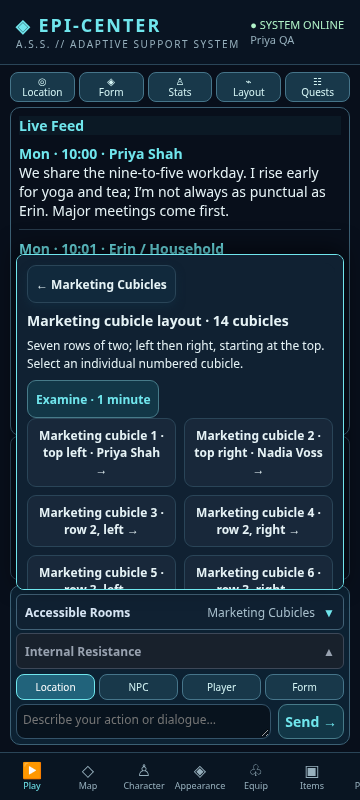 ◈ EPI-CENTER
A.S.S. // ADAPTIVE SUPPORT SYSTEM
● SYSTEM ONLINE
Priya QA
Location
Form
Stats
Layout
Quests
Live Feed
Mon · 10:00 · Priya Shah
We share the nine-to-five workday. I rise early
for yoga and tea; I’m not always as punctual as
Erin. Major meetings come first.
Mon · 10:01 · Erin / Household
← Marketing Cubicles
Marketing cubicle layout · 14 cubicles
Seven rows of two; left then right, starting at the top.
Select an individual numbered cubicle.
Examine · 1 minute
Marketing cubicle 1 ·
top left · Priya Shah
→
Marketing cubicle 2 ·
top right · Nadia Voss
→
Marketing cubicle 3 ·
row 2, left →
Marketing cubicle 4 ·
row 2, right →
Marketing cubicle 5 ·
Marketing cubicle 6 ·
Accessible Rooms
Marketing Cubicles ▼
Internal Resistance ▲
Location
NPC
Player
Form
Describe your action or dialogue...
Send →
Play
Map
Character
Appearance
Equip
Items